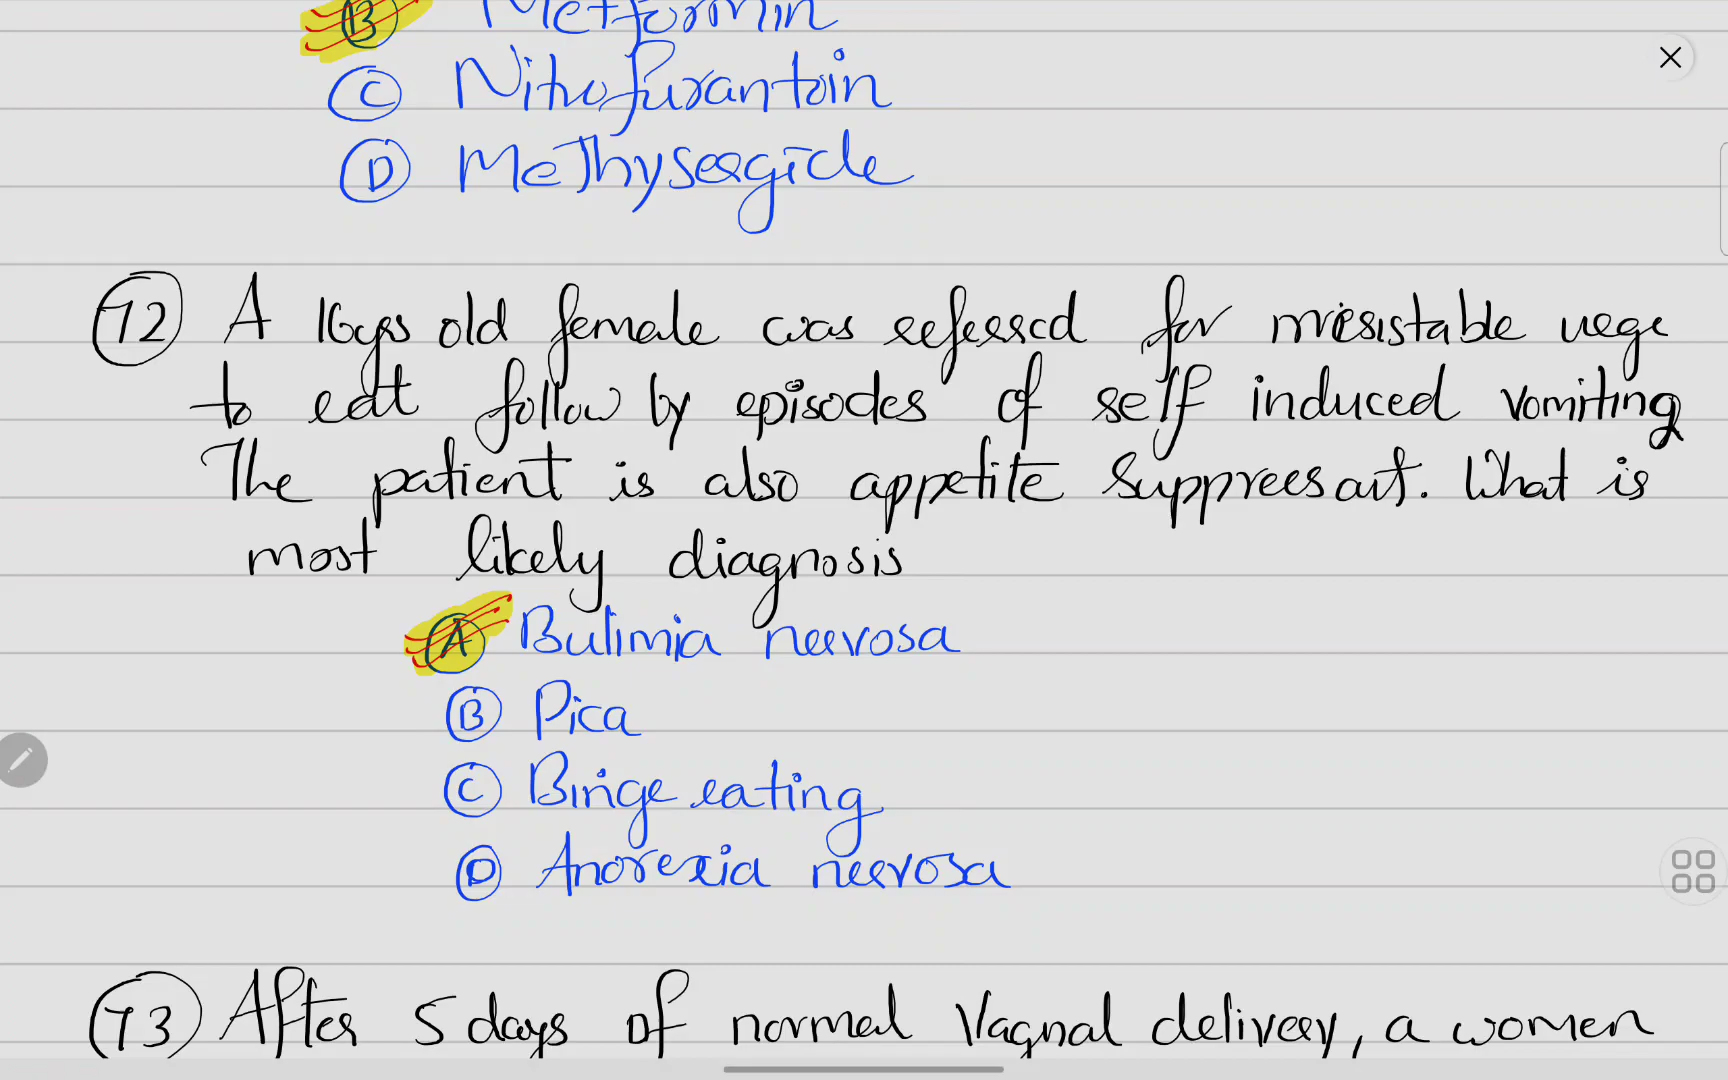 B Metformin
C Nitrofurantoin
D Methysergide
72 A 16yrs old female was referred for irresistable urge
to eat follow by episodes of self induced vomiting
The patient is also appetite suppreesant. What is
most likely diagnosis
A Bulimia nervosa
B Pica
C Binge eating
D Anorexia nervosa
73 After 5 days of normal vagnal delivery, a women